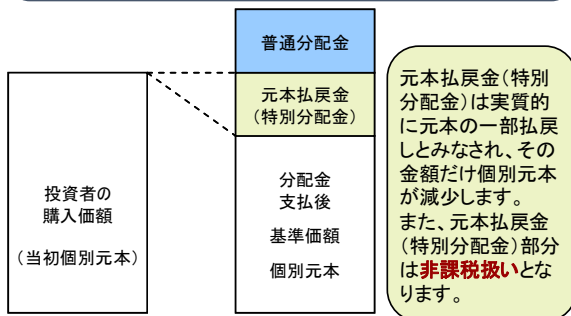 普通分配金
元本払戻金
（特別分配金）
投資者の
購入価額
（当初個別元本）
分配金
支払後
基準価額
個別元本
元本払戻金（特別
分配金）は実質的
に元本の一部払戻
しとみなされ、その
金額だけ個別元本
が減少します。
また、元本払戻金
（特別分配金）部分
は非課税扱いとな
ります。